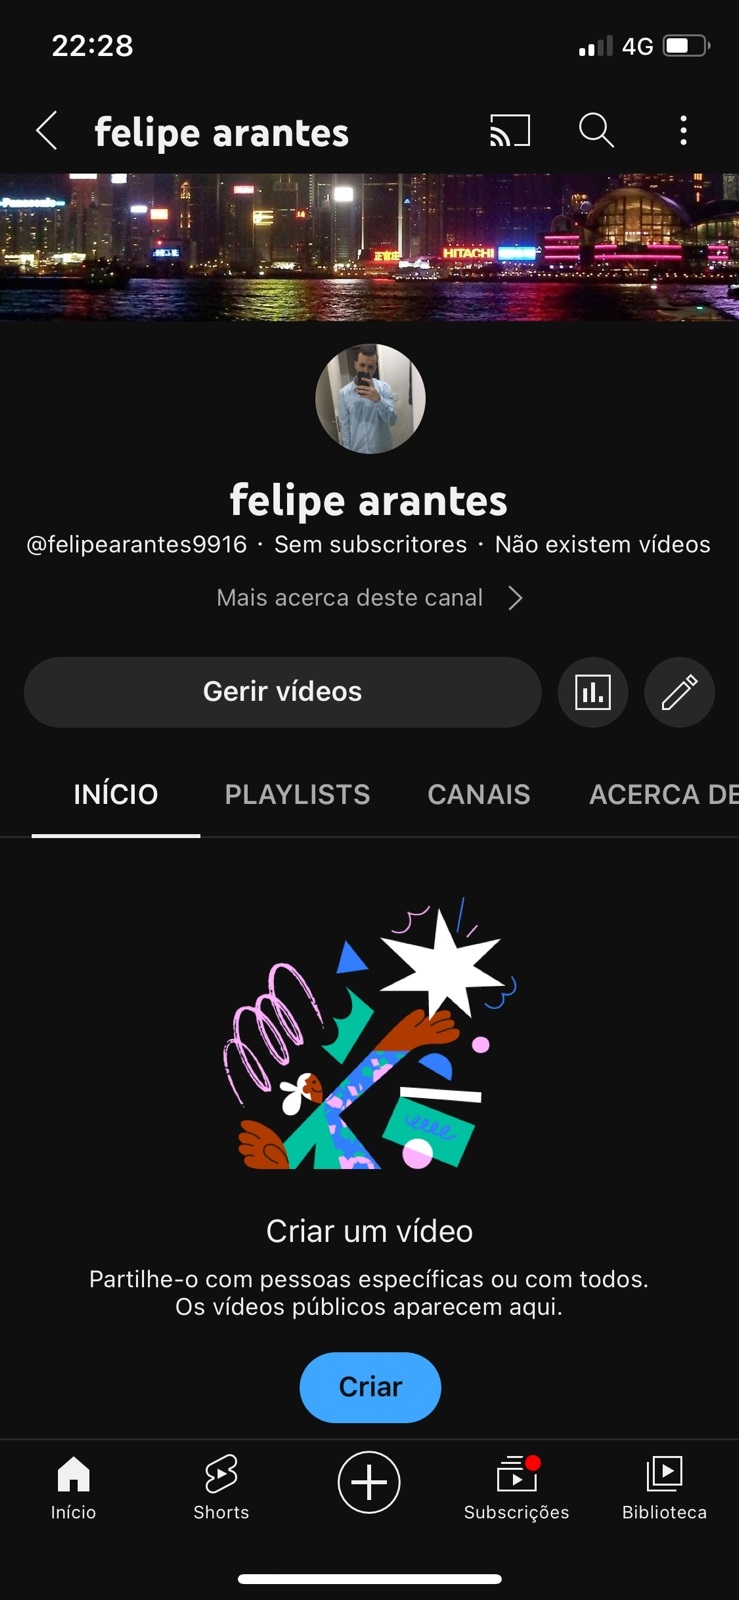 22:28
4G
felipe arantes
Panasonic
HITACHI
felipe arantes
@felipearantes9916 · Sem subscritores · Não existem vídeos
Mais acerca deste canal
Gerir vídeos
INÍCIO PLAYLISTS CANAIS ACERCA DE
Criar um vídeo
Partilhe-o com pessoas específicas ou com todos.
Os vídeos públicos aparecem aqui.
Criar
Início Shorts Subscrições Biblioteca